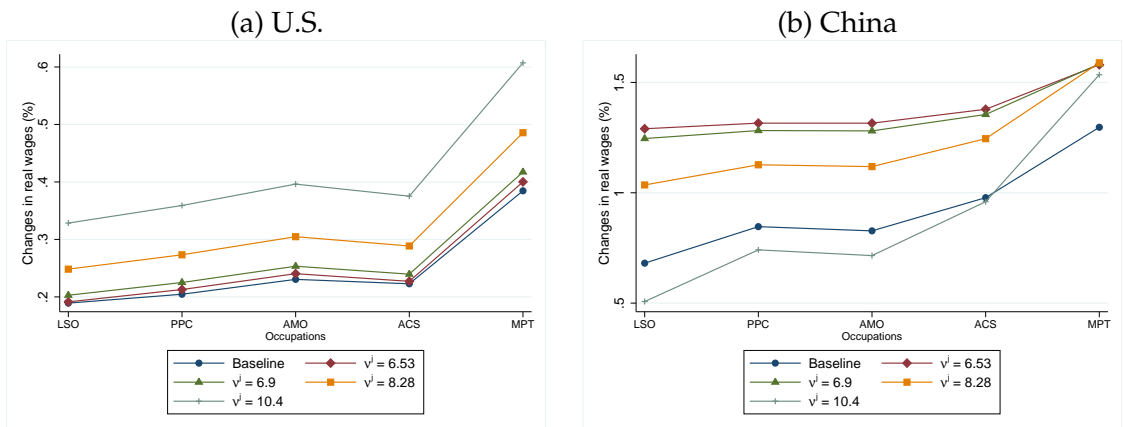 (a) U.S.
Changes in real wages (%)
.6
.5
.4
.3
.2
LSO PPC AMO ACS MPT
Occupations
Baseline νʲ = 6.53
νʲ = 6.9 νʲ = 8.28
νʲ = 10.4
(b) China
Changes in real wages (%)
1.5
1
.5
LSO PPC AMO ACS MPT
Occupations
Baseline νʲ = 6.53
νʲ = 6.9 νʲ = 8.28
νʲ = 10.4